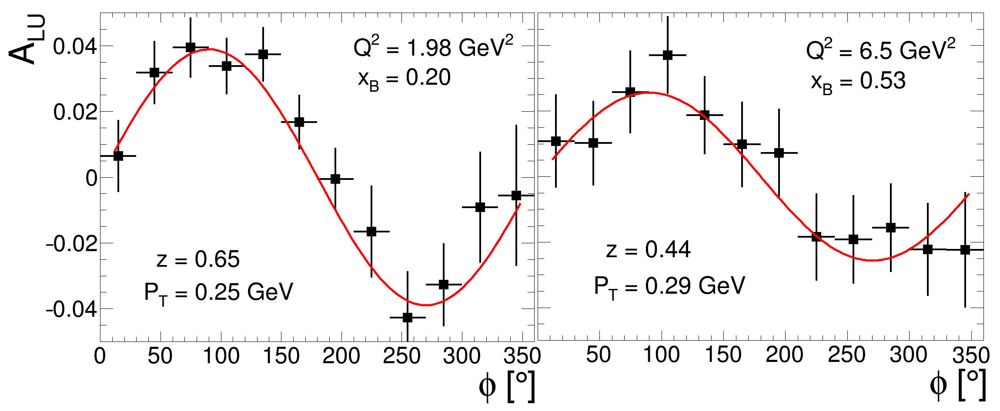 A_LU
0.04
0.02
0
-0.02
-0.04
Q² = 1.98 GeV²
x_B = 0.20
z = 0.65
P_T = 0.25 GeV
0 50 100 150 200 250 300 350
ϕ [°]
Q² = 6.5 GeV²
x_B = 0.53
z = 0.44
P_T = 0.29 GeV
50 100 150 200 250 300 350
ϕ [°]